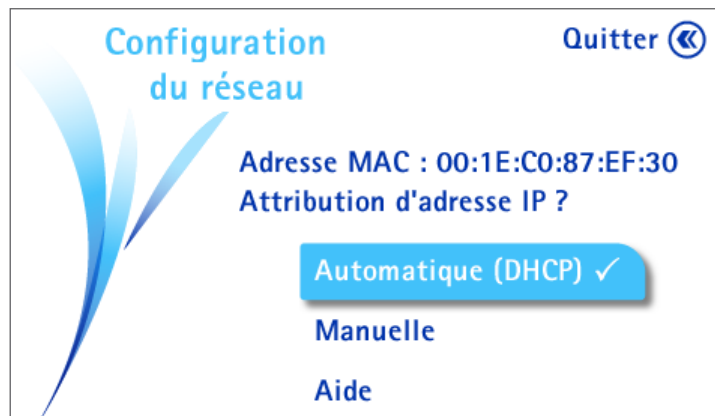 Configuration
du réseau
Quitter
Adresse MAC : 00:1E:C0:87:EF:30
Attribution d'adresse IP ?
Automatique (DHCP) ✓
Manuelle
Aide